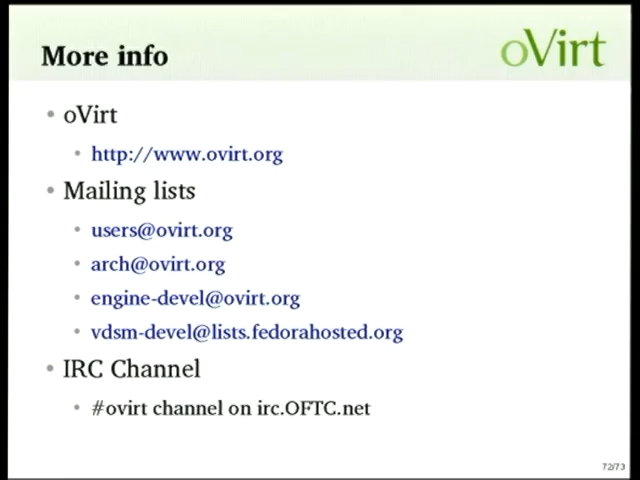 More info
oVirt
oVirt
http://www.ovirt.org
Mailing lists
users@ovirt.org
arch@ovirt.org
engine-devel@ovirt.org
vdsm-devel@lists.fedorahosted.org
IRC Channel
#ovirt channel on irc.OFTC.net
72/73